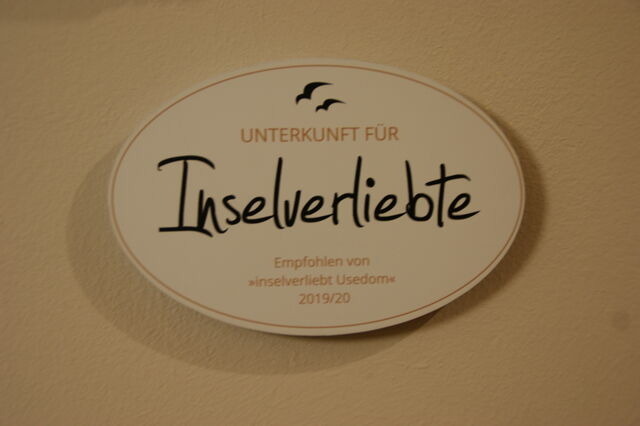 UNTERKUNFT FÜR
Inselverliebte
Empfohlen von
»inselverliebt Usedom«
2019/20